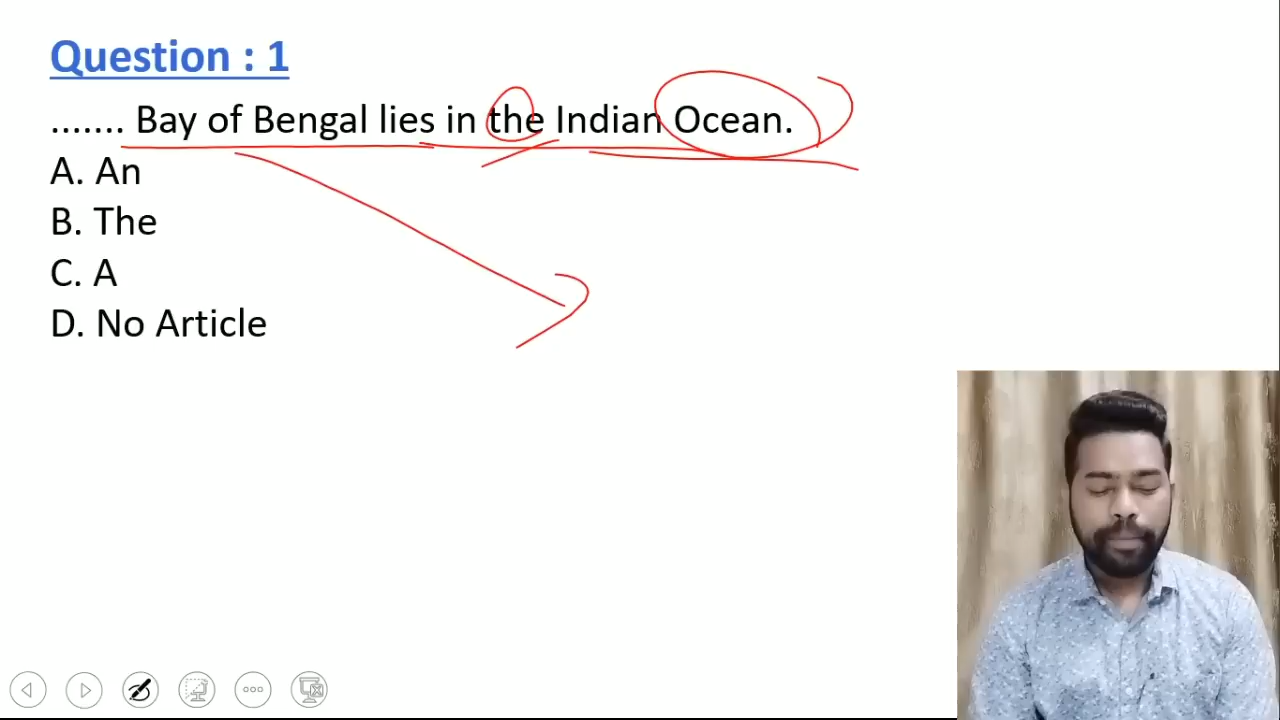 Question : 1
....... Bay of Bengal lies in the Indian Ocean.
A. An
B. The
C. A
D. No Article